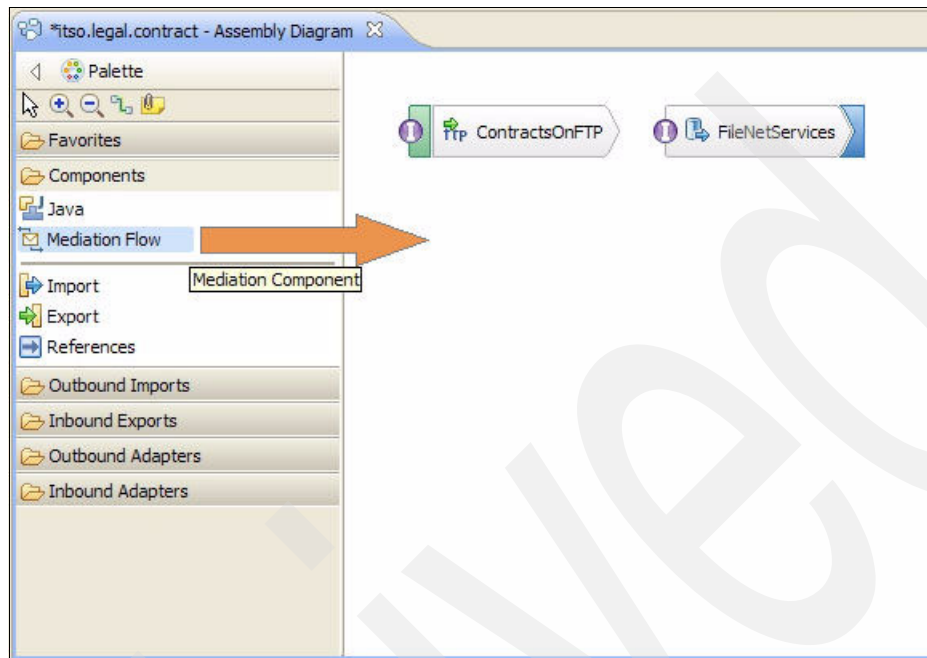 *itso.legal.contract - Assembly Diagram
Palette
Favorites
Components
Java
Mediation Flow
Mediation Component
Import
Export
References
Outbound Imports
Inbound Exports
Outbound Adapters
Inbound Adapters
FTP ContractsOnFTP
FileNetServices